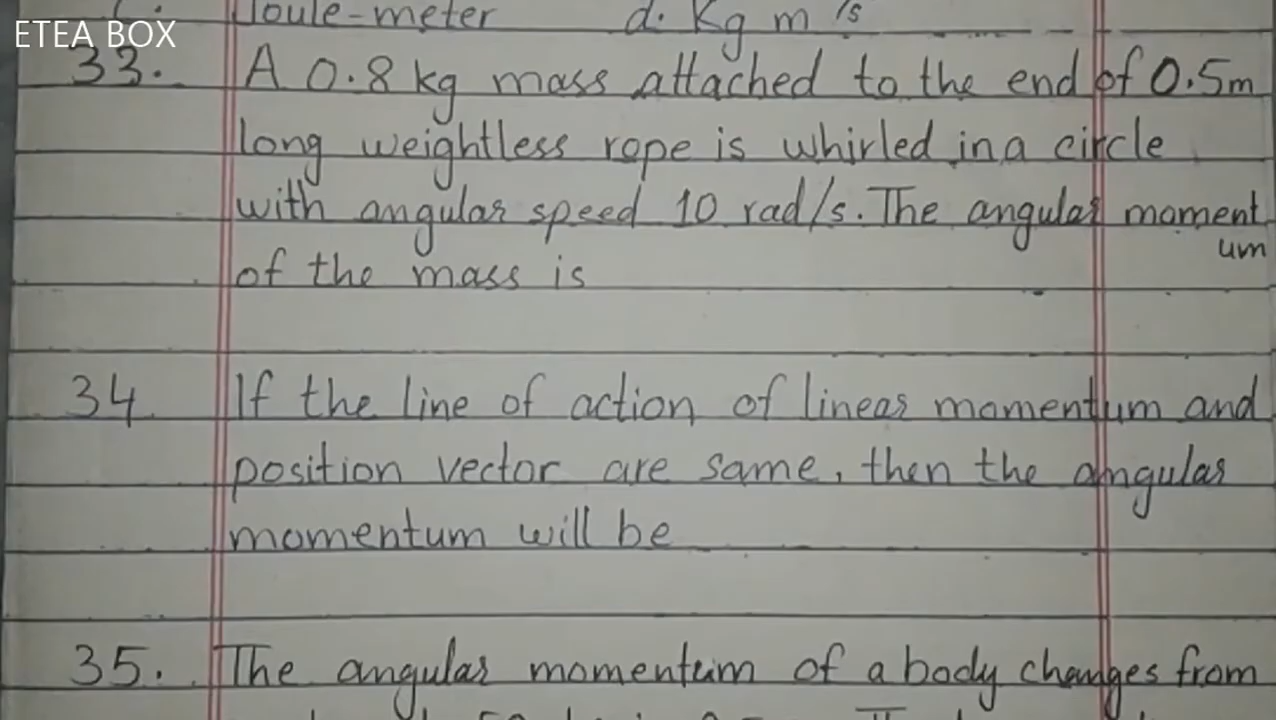 Joule-meter d. Kg m /s
ETEA BOX
33. A 0.8 kg mass attached to the end of 0.5m
long weightless rope is whirled in a circle
with angular speed 10 rad/s. The angular moment
um
of the mass is
34 If the line of action of linear momentum and
position vector are same, then the angular
momentum will be
35. The angular momentum of a body changes from